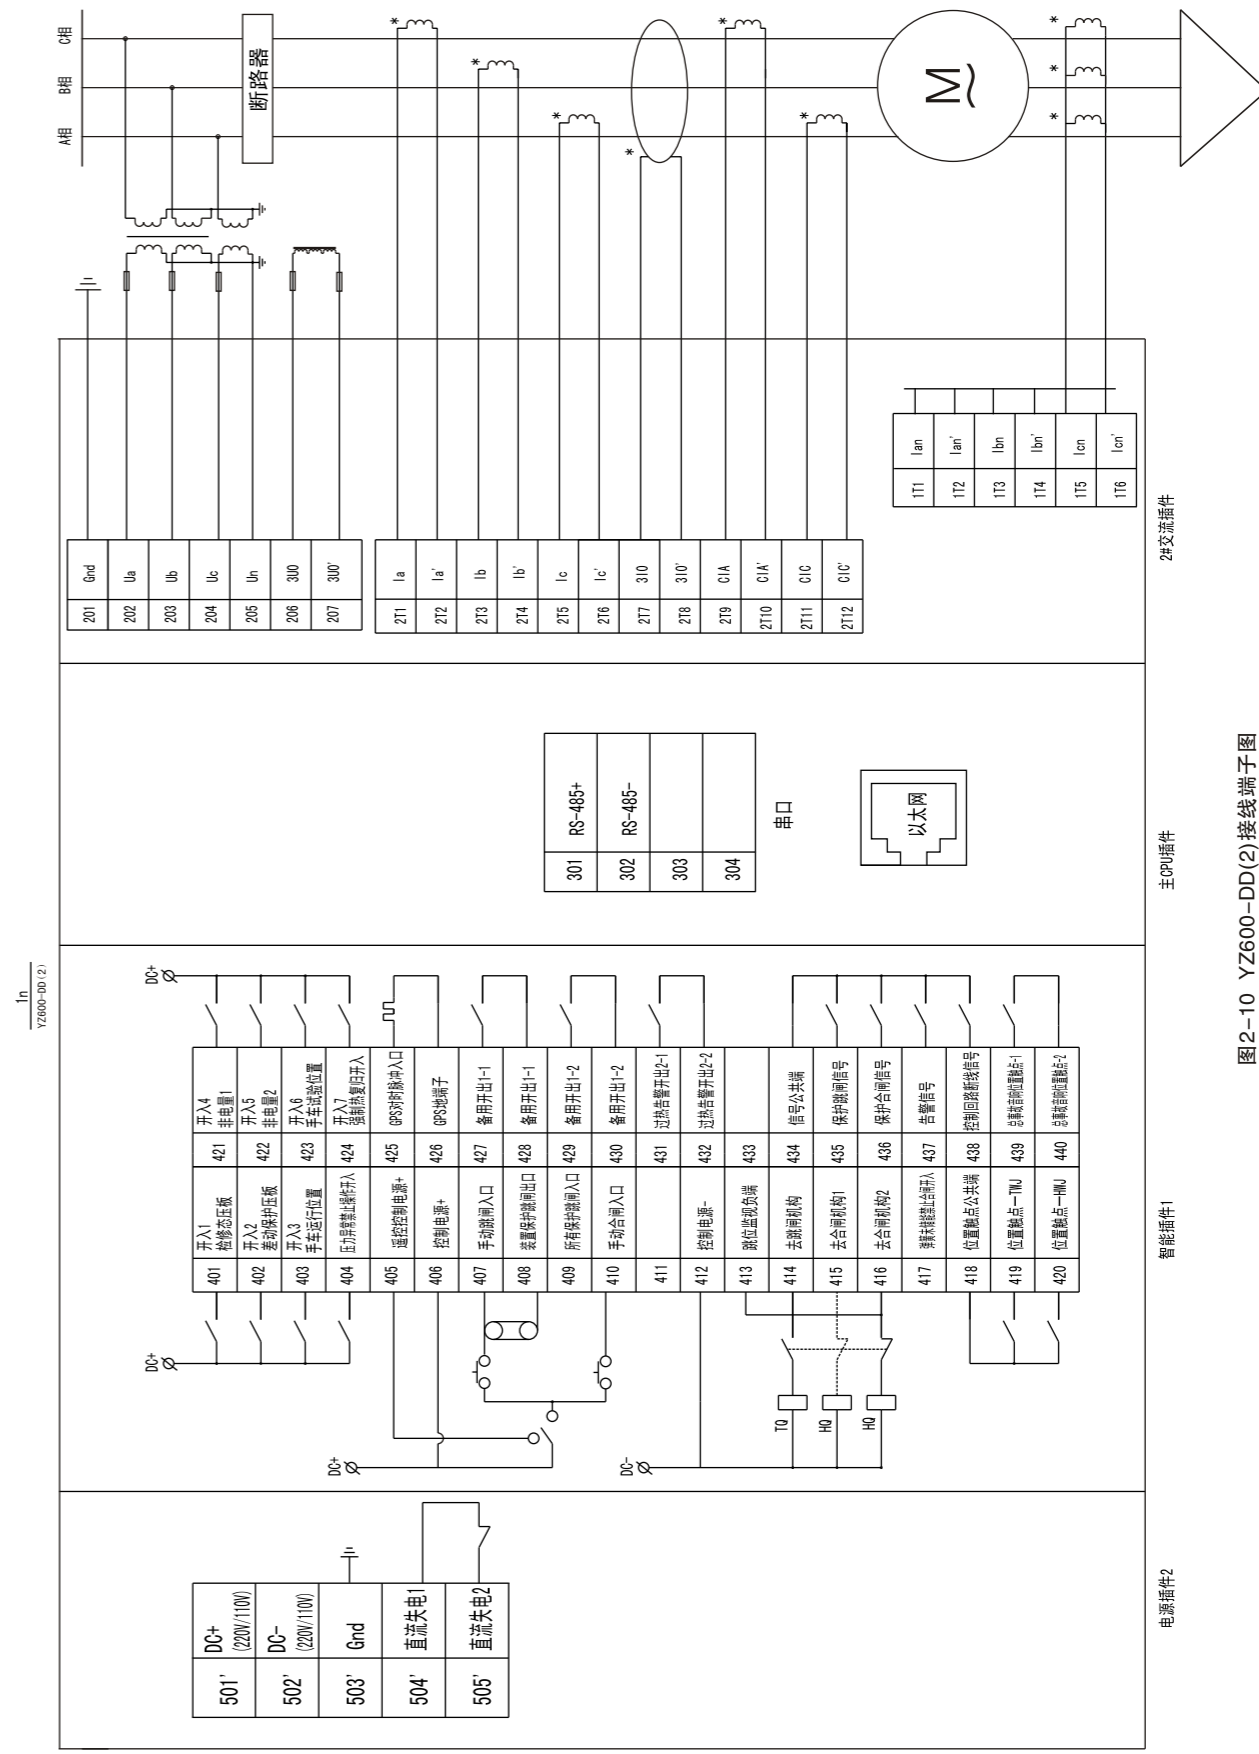 1n
YZ600-DD(2)
501' DC+ (220V/110V)
502' DC- (220V/110V)
503' Gnd
504' 直流失电1
505' 直流失电2
电源插件2
DC+
DC+
DC+
DC-
TQ
HQ
HQ
401 开入1 检修态压板
402 开入2 差动保护压板
403 开入3 手车运行位置
404 压力异常禁止操作开入
405 遥控控制电源+
406 控制电源+
407 手动跳闸入口
408 装置保护跳闸出口
409 所有保护跳闸入口
410 手动合闸入口
411
412 控制电源-
413 跳位监视负端
414 去跳闸机构
415 去合闸机构1
416 去合闸机构2
417 弹簧未储能禁止合闸开入
418 位置触点公共端
419 位置触点—TWJ
420 位置触点—HWJ
421 开入4 非电量1
422 开入5 非电量2
423 开入6 手车试验位置
424 开入7 强制热复归开入
425 GPS对时脉冲入口
426 GPS地端子
427 备用开出1-1
428 备用开出1-1
429 备用开出1-2
430 备用开出1-2
431 过热告警开出2-1
432 过热告警开出2-2
433
434 信号公共端
435 保护跳闸信号
436 保护合闸信号
437 告警信号
438 控制回路断线信号
439 总事故音响位置触点-1
440 总事故音响位置触点-2
智能插件1
301 RS-485+
302 RS-485-
303
304
串口
以太网
主CPU插件
201 Gnd
202 Ua
203 Ub
204 Uc
205 Un
206 3U0
207 3U0'
2T1 Ia
2T2 Ia'
2T3 Ib
2T4 Ib'
2T5 Ic
2T6 Ic'
2T7 3I0
2T8 3I0'
2T9 CIA
2T10 CIA'
2T11 CIC
2T12 CIC'
1T1 Ian
1T2 Ian'
1T3 Ibn
1T4 Ibn'
1T5 Icn
1T6 Icn'
2#交流插件
A相
B相
C相
断路器
*
*
*
*
*
*
M
~
*
*
*
图2-10 YZ600-DD(2)接线端子图